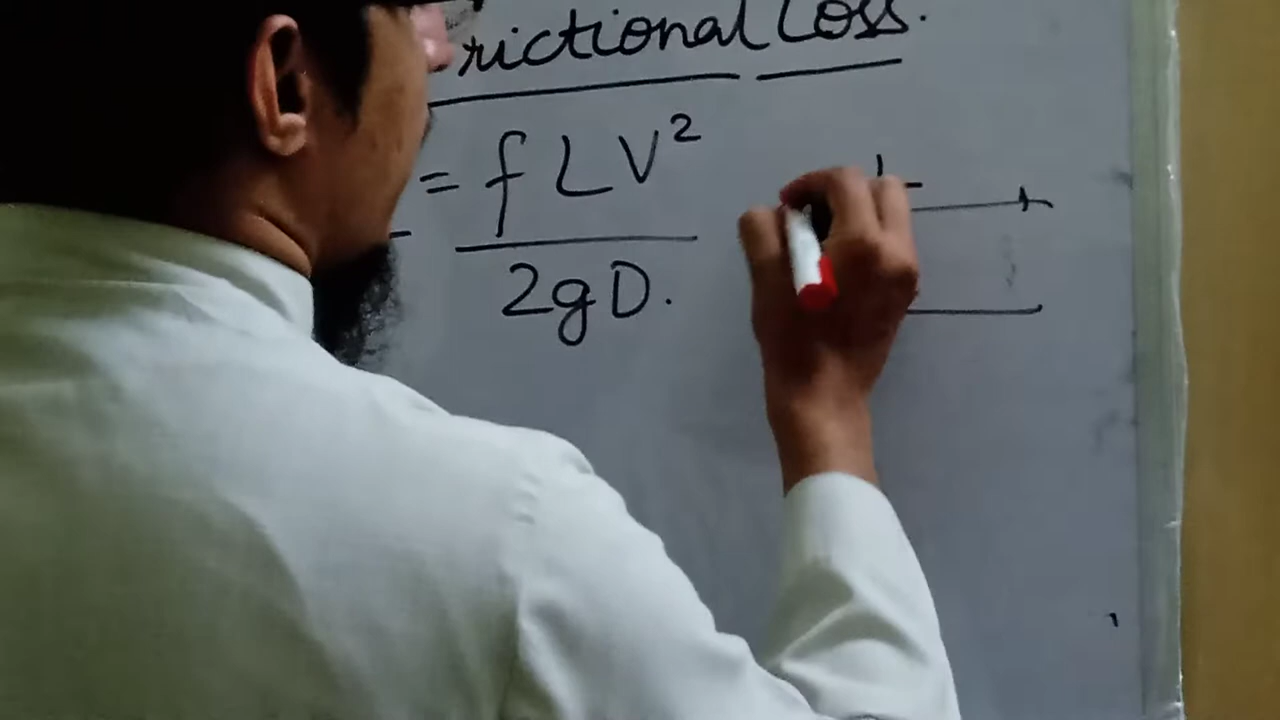 rictional Loss.
= f L V²
2gD.